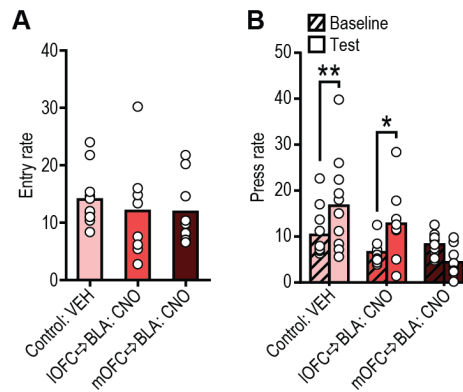 A
Entry rate
40
30
20
10
0
Control: VEH
lOFC⇨BLA: CNO
mOFC⇨BLA: CNO
B
Baseline
Test
Press rate
50
40
30
20
10
0
**
*
Control: VEH
lOFC⇨BLA: CNO
mOFC⇨BLA: CNO